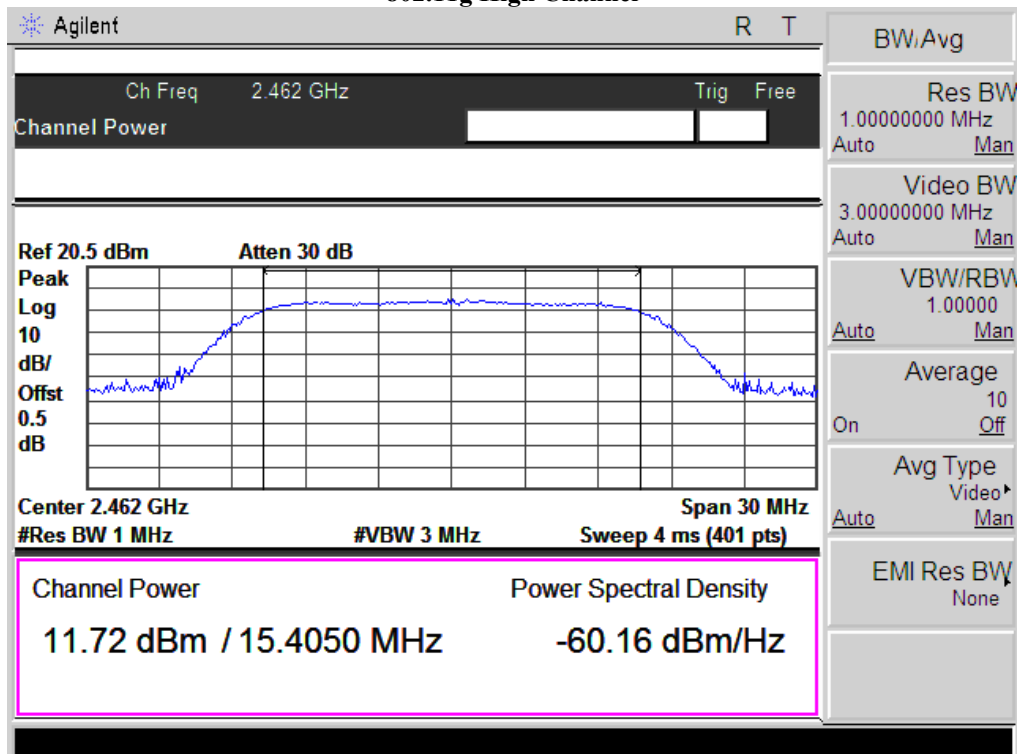 802.11g High Channel
Agilent R T
BW/Avg
Ch Freq 2.462 GHz Trig Free
Channel Power
Res BW
1.00000000 MHz
Auto Man
Video BW
3.00000000 MHz
Auto Man
VBW/RBW
1.00000
Auto Man
Average
10
On Off
Avg Type
Video
Auto Man
EMI Res BW
None
Ref 20.5 dBm Atten 30 dB
Peak
Log
10
dB/
Offst
0.5
dB
Center 2.462 GHz Span 30 MHz
#Res BW 1 MHz #VBW 3 MHz Sweep 4 ms (401 pts)
Channel Power Power Spectral Density
11.72 dBm / 15.4050 MHz -60.16 dBm/Hz